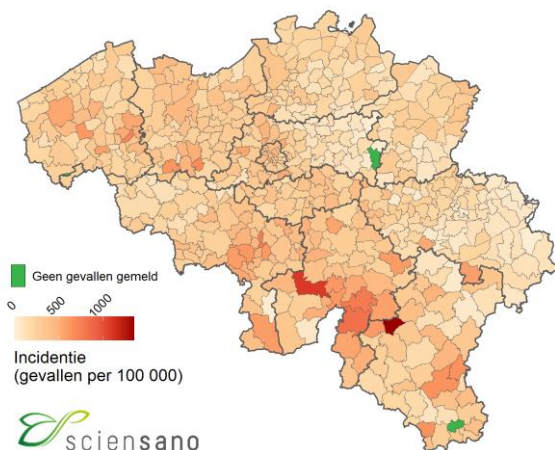 Geen gevallen gemeld
0 500 1000
Incidentie
(gevallen per 100 000)
sciensano